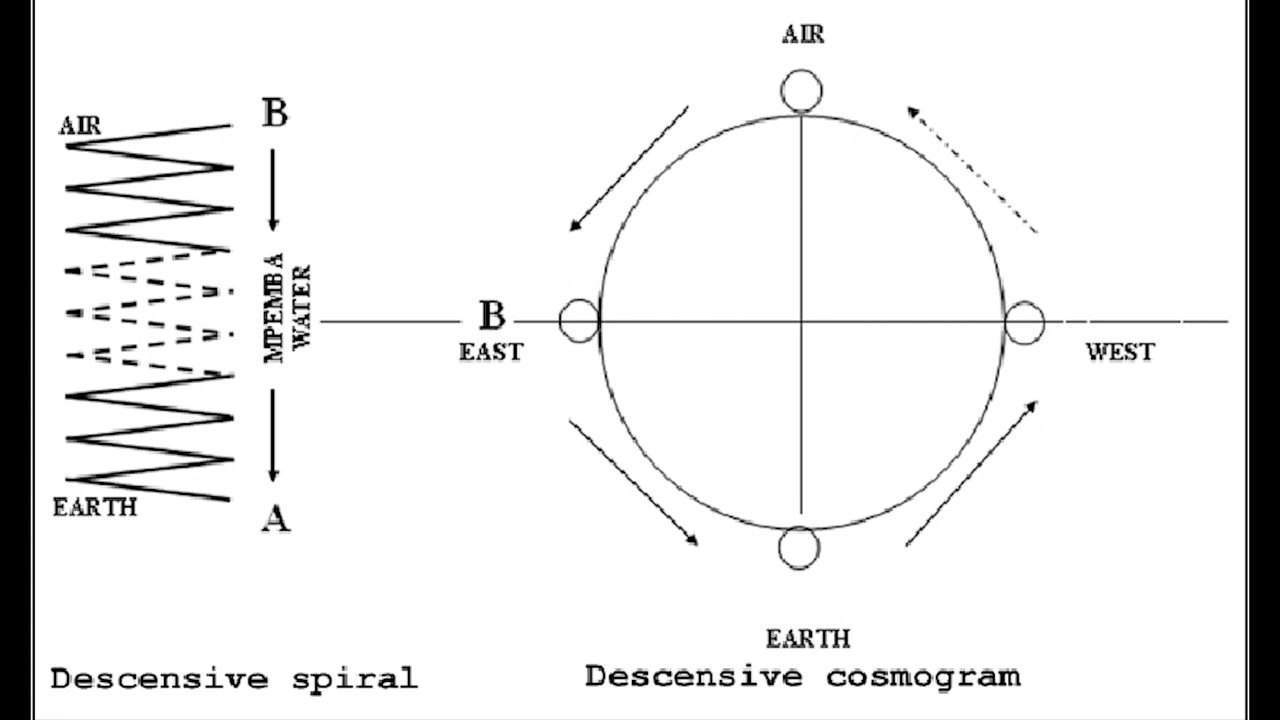 AIR
B
MPEMBA
WATER
A
EARTH
Descensive spiral
AIR
B
EAST
WEST
EARTH
Descensive cosmogram